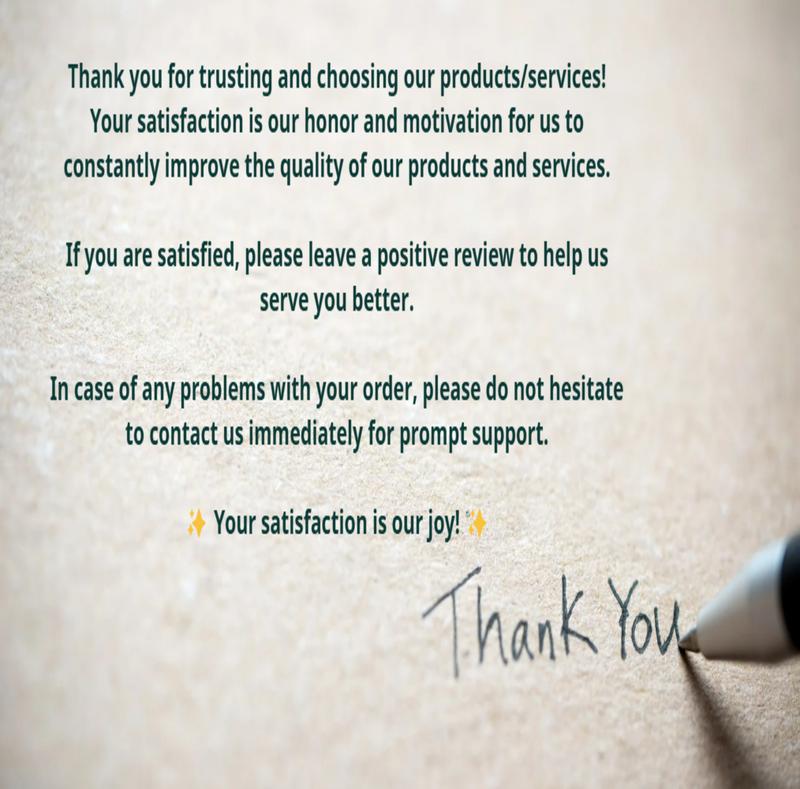 Thank you for trusting and choosing our products/services!
Your satisfaction is our honor and motivation for us to
constantly improve the quality of our products and services.
If you are satisfied, please leave a positive review to help us
serve you better.
In case of any problems with your order, please do not hesitate
to contact us immediately for prompt support.
✨ Your satisfaction is our joy! ✨
Thank You